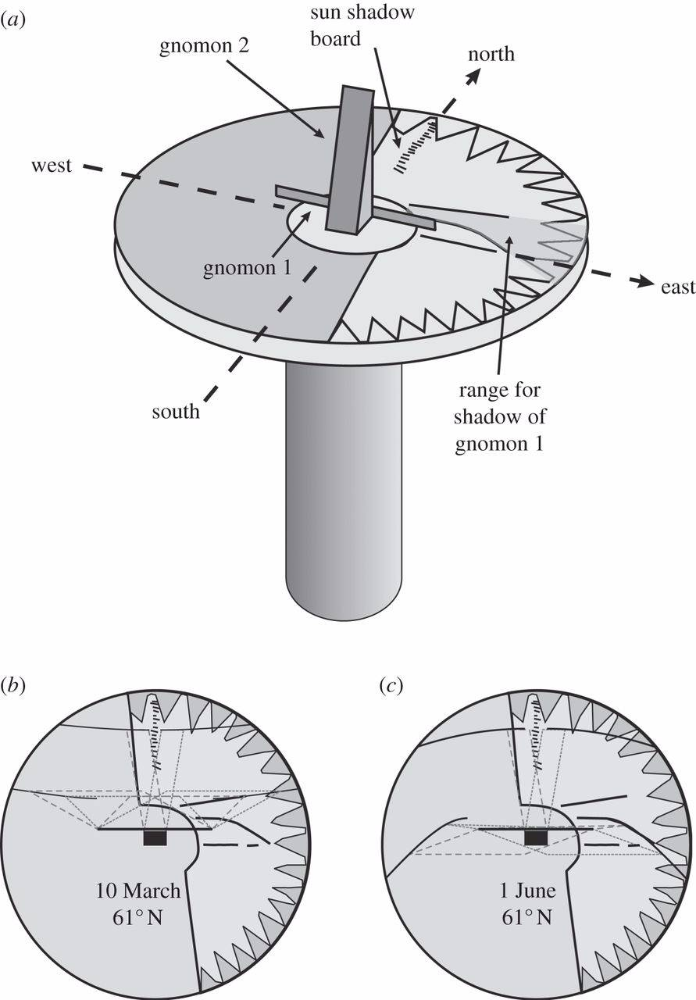 (a)
sun shadow
board
gnomon 2
north
west
gnomon 1
east
range for
shadow of
gnomon 1
south
(b)
(c)
10 March
61° N
1 June
61° N